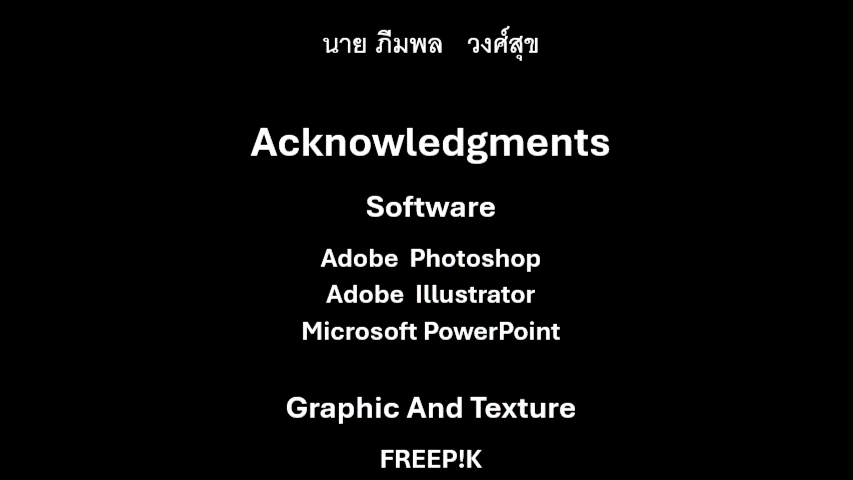 นาย ภีมพล วงศ์สุข
Acknowledgments
Software
Adobe Photoshop
Adobe Illustrator
Microsoft PowerPoint
Graphic And Texture
FREEP!K